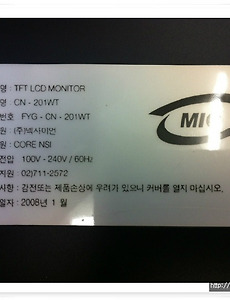 명 : TFT LCD MONITOR
명 : CN - 201WT
번호 FYG - CN - 201WT
원 : (주)넥사이언
원 : CORE NSI
전압 100V - 240V / 60Hz
지원 : 02)711-2572
사항 : 감전또는 제품손상에 우려가 있으니 커버를 열지 마십시오.
일자 : 2008년 1 월
MIC
http://